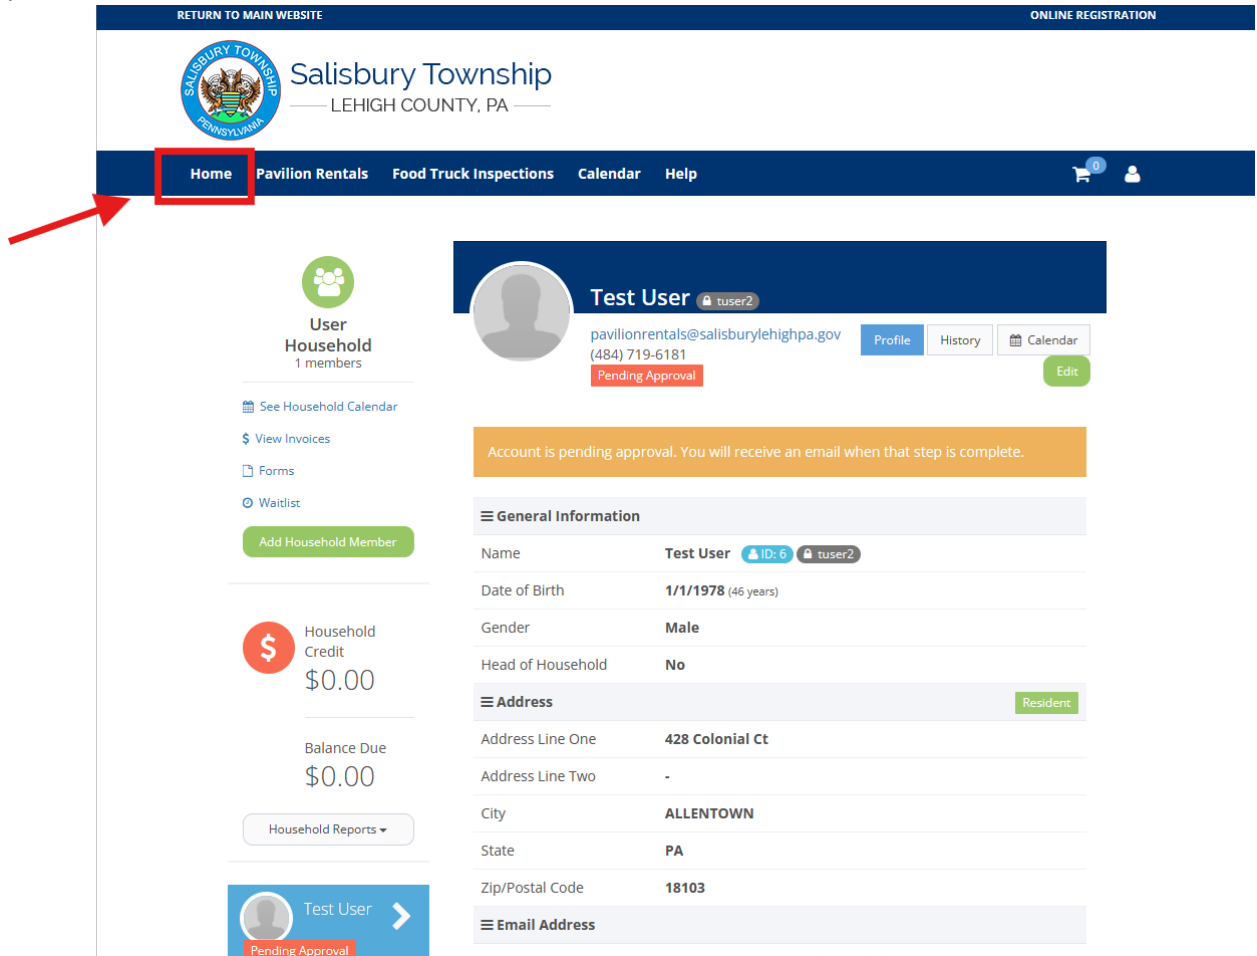 RETURN TO MAIN WEBSITE
ONLINE REGISTRATION
SALISBURY TOWNSHIP
PENNSYLVANIA
Salisbury Township
LEHIGH COUNTY, PA
Home Pavilion Rentals Food Truck Inspections Calendar Help
0
User
Household
1 members
See Household Calendar
$ View Invoices
Forms
Waitlist
Add Household Member
$
Household
Credit
$0.00
Balance Due
$0.00
Household Reports
Test User
Pending Approval
Test User tuser2
pavilionrentals@salisburylehighpa.gov
(484) 719-6181
Pending Approval
Profile History Calendar
Edit
Account is pending approval. You will receive an email when that step is complete.
General Information
Name Test User ID: 6 tuser2
Date of Birth 1/1/1978 (46 years)
Gender Male
Head of Household No
Address Resident
Address Line One 428 Colonial Ct
Address Line Two -
City ALLENTOWN
State PA
Zip/Postal Code 18103
Email Address